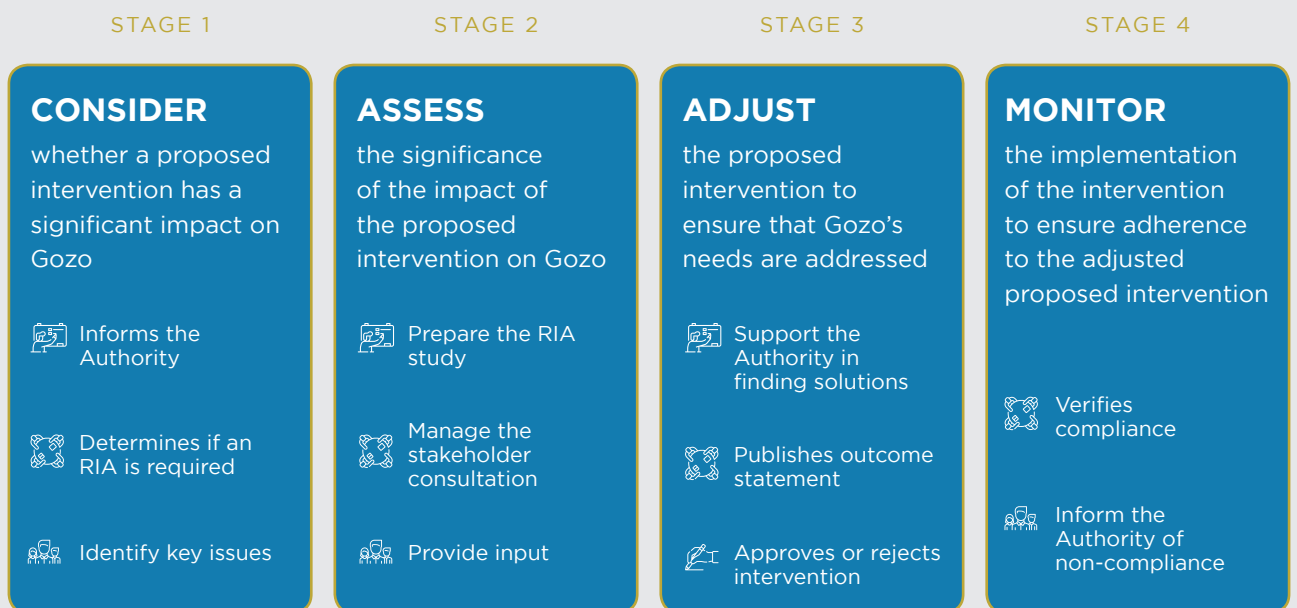 STAGE 1
CONSIDER
whether a proposed
intervention has a
significant impact on
Gozo
Informs the
Authority
Determines if an
RIA is required
Identify key issues
STAGE 2
ASSESS
the significance
of the impact of
the proposed
intervention on Gozo
Prepare the RIA
study
Manage the
stakeholder
consultation
Provide input
STAGE 3
ADJUST
the proposed
intervention to
ensure that Gozo's
needs are addressed
Support the
Authority in
finding solutions
Publishes outcome
statement
Approves or rejects
intervention
STAGE 4
MONITOR
the implementation
of the intervention
to ensure adherence
to the adjusted
proposed intervention
Verifies
compliance
Inform the
Authority of
non-compliance